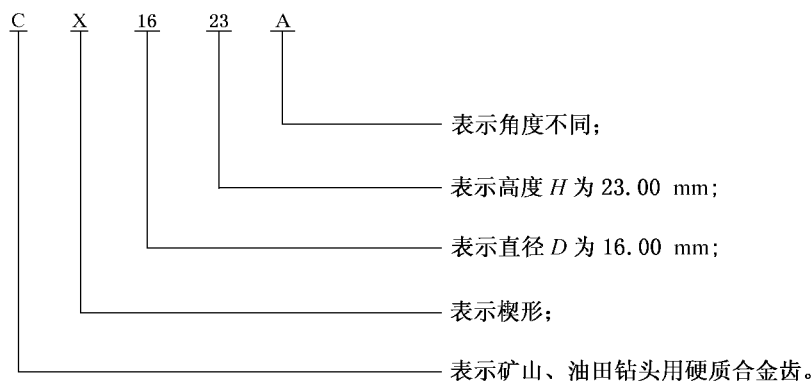 C X 16 23 A
表示角度不同;
表示高度 H 为 23.00 mm;
表示直径 D 为 16.00 mm;
表示楔形;
表示矿山、油田钻头用硬质合金齿。